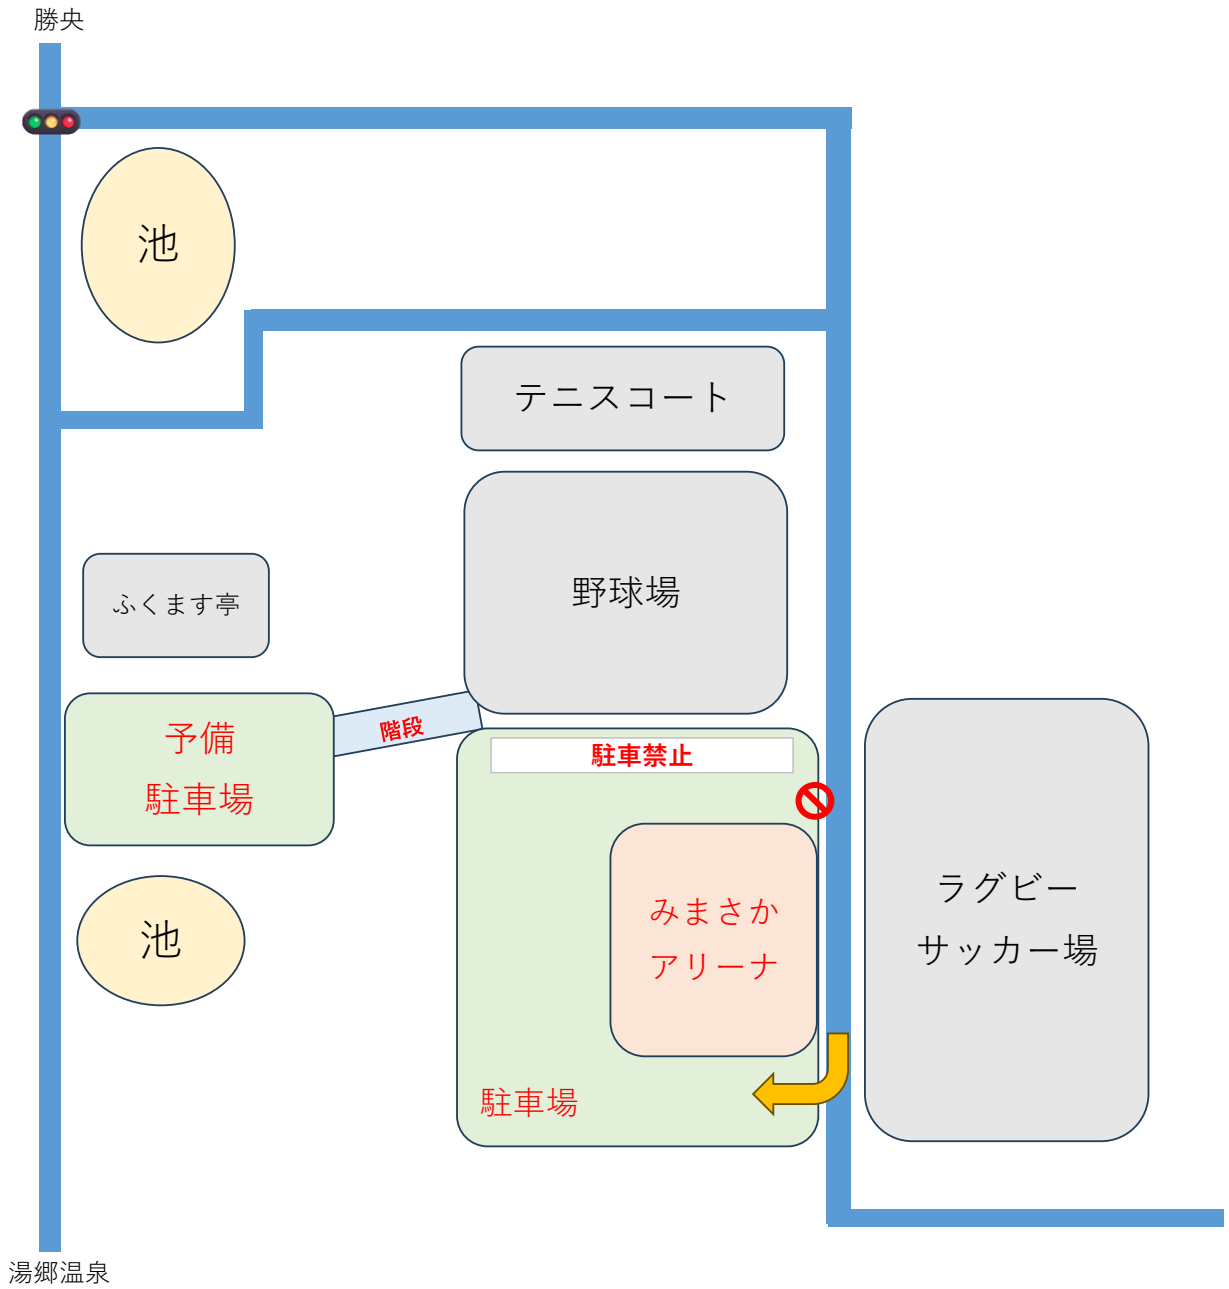 勝央
池
テニスコート
野球場
ふくます亭
予備
駐車場
階段
駐車禁止
みまさか
アリーナ
ラグビー
サッカー場
池
駐車場
湯郷温泉